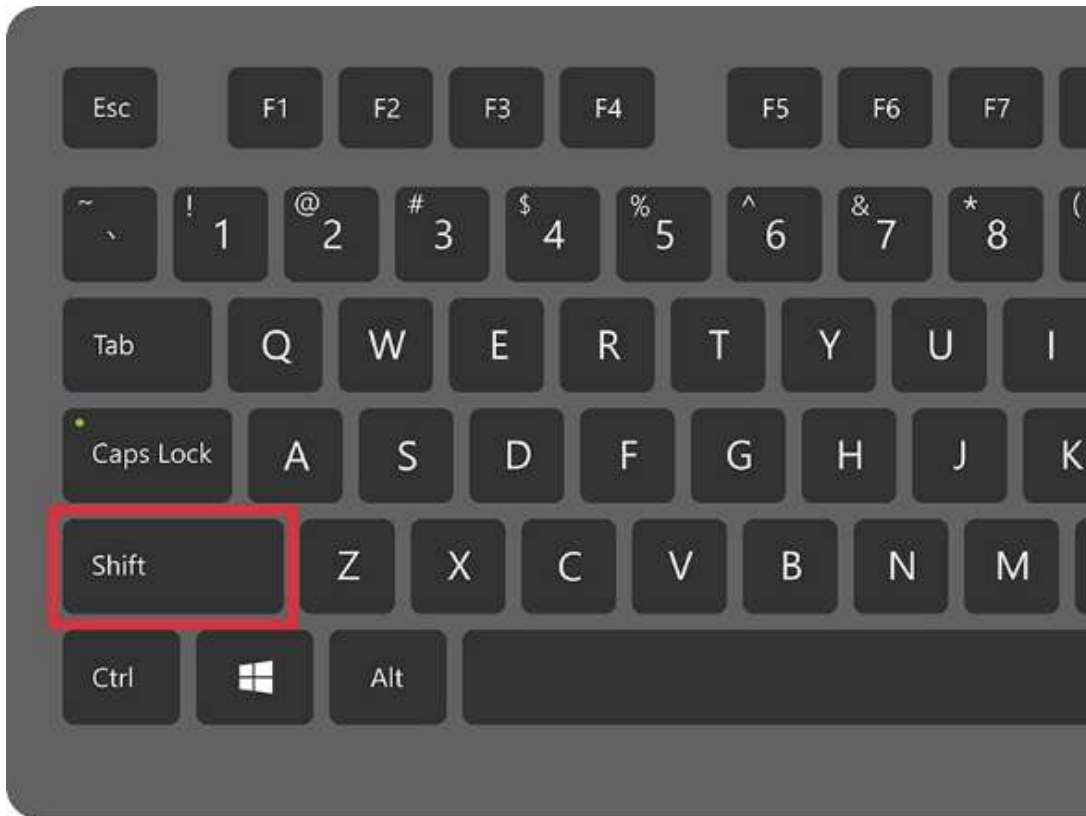 Esc F1 F2 F3 F4 F5 F6 F7
~ ` ! 1 @ 2 # 3 $ 4 % 5 ^ 6 & 7 * 8 (
Tab Q W E R T Y U I
Caps Lock A S D F G H J K
Shift Z X C V B N M
Ctrl Alt